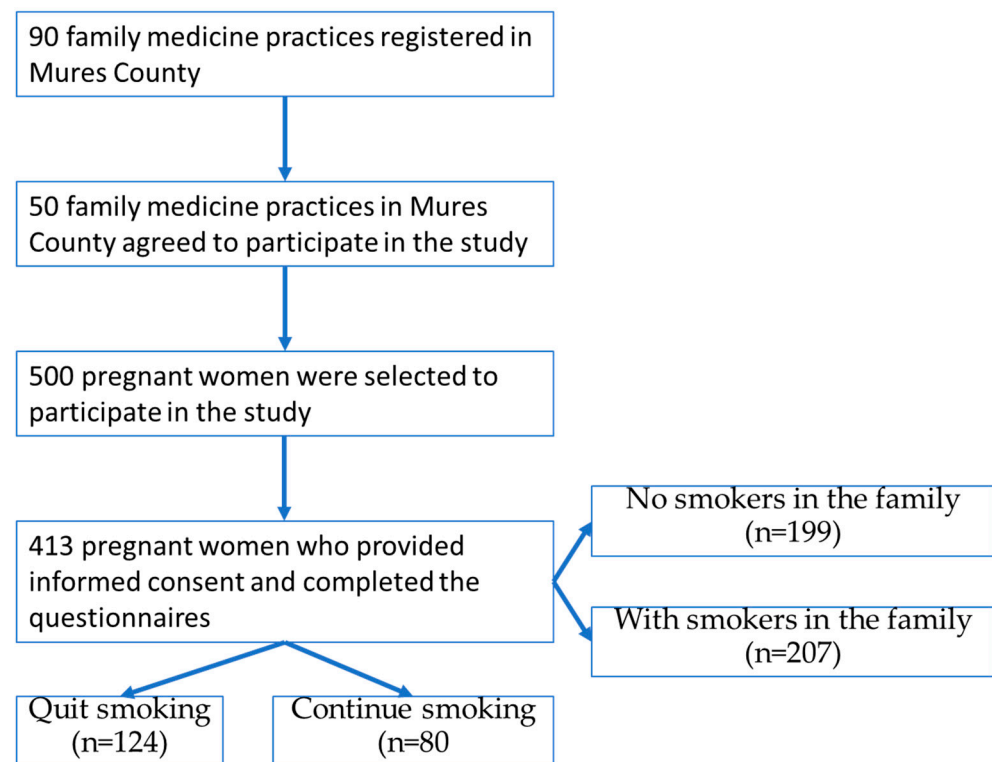 90 family medicine practices registered in
Mures County
50 family medicine practices in Mures
County agreed to participate in the study
500 pregnant women were selected to
participate in the study
413 pregnant women who provided
informed consent and completed the
questionnaires
No smokers in the family
(n=199)
With smokers in the family
(n=207)
Quit smoking
(n=124)
Continue smoking
(n=80